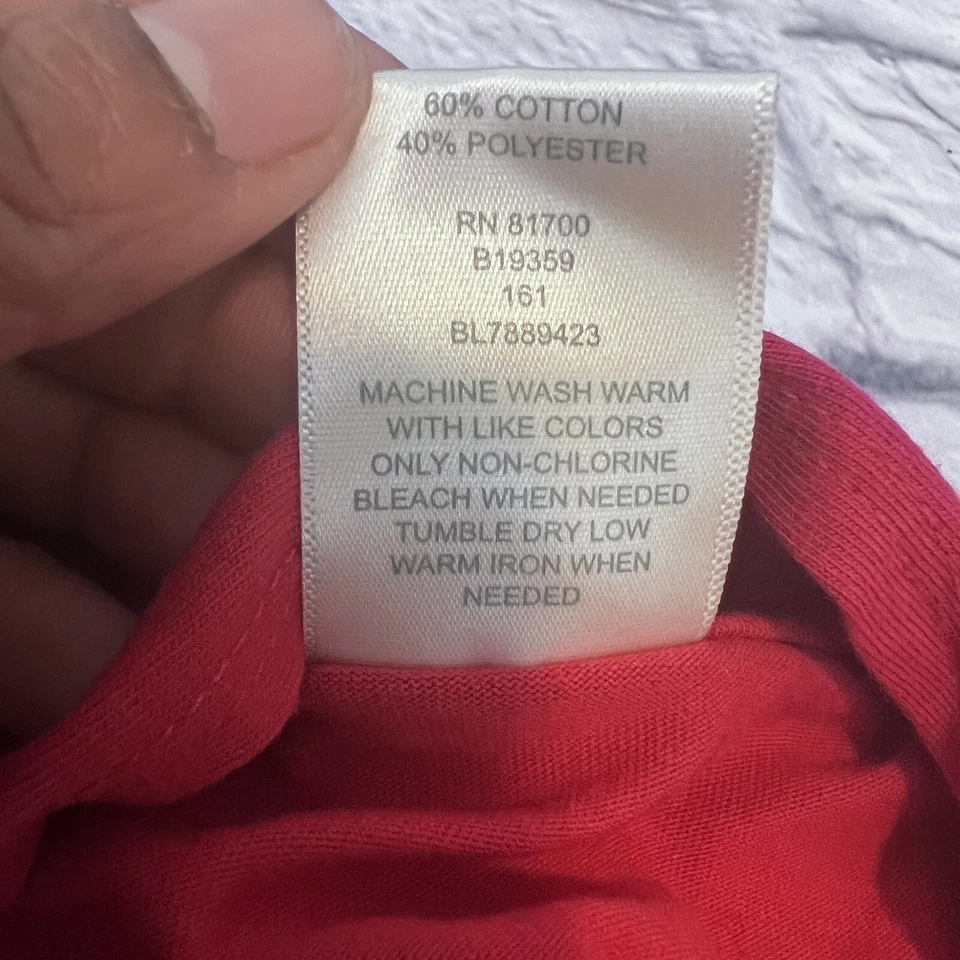 60% COTTON
40% POLYESTER
RN 81700
B19359
161
BL7889423
MACHINE WASH WARM
WITH LIKE COLORS
ONLY NON-CHLORINE
BLEACH WHEN NEEDED
TUMBLE DRY LOW
WARM IRON WHEN
NEEDED